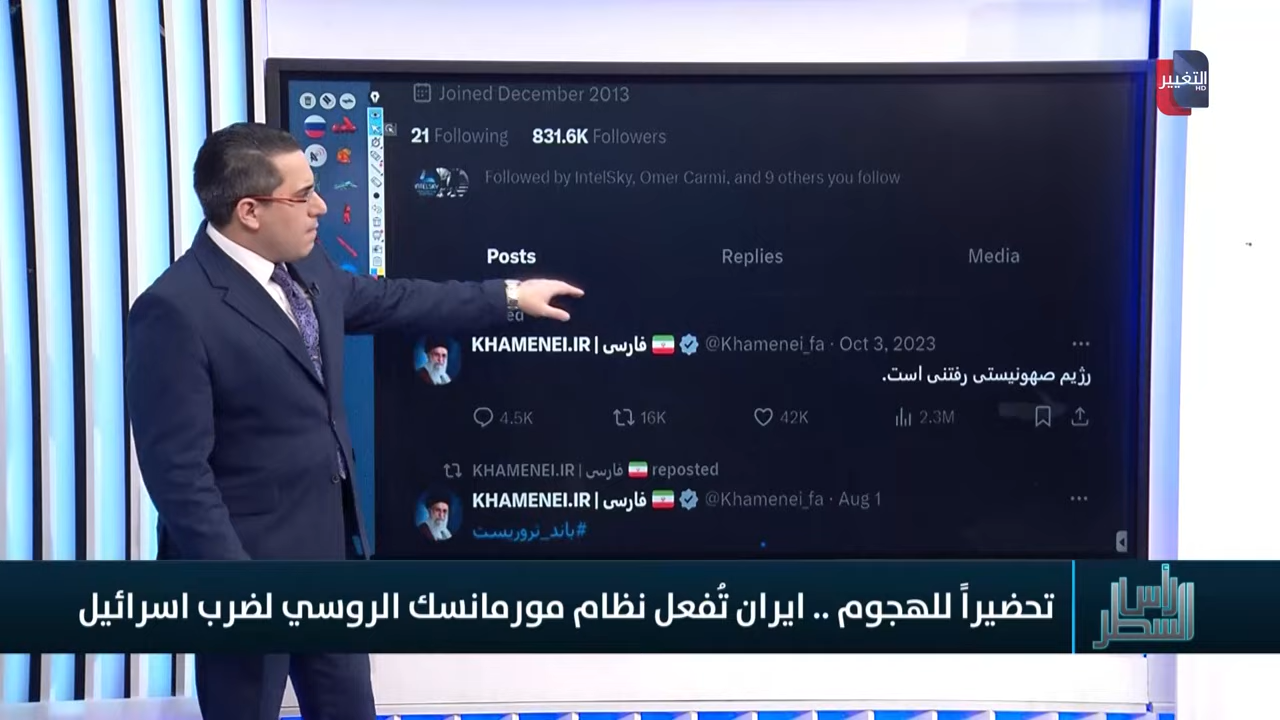 التغيير HD
Joined December 2013
21 Following 831.6K Followers
Followed by IntelSky, Omer Carmi, and 9 others you follow
Posts Replies Media
KHAMENEI.IR | فارسی 🇮🇷 @Khamenei_fa · Oct 3, 2023
رژیم صهونیستی رفتنی است.
4.5K 16K 42K 2.3M
KHAMENEI.IR | فارسی 🇮🇷 reposted
KHAMENEI.IR | فارسی 🇮🇷 @Khamenei_fa · Aug 1
#باند_تروریست
تحضيراً للهجوم .. ايران تُفعل نظام مورمانسك الروسي لضرب اسرائيل
رأس السطر